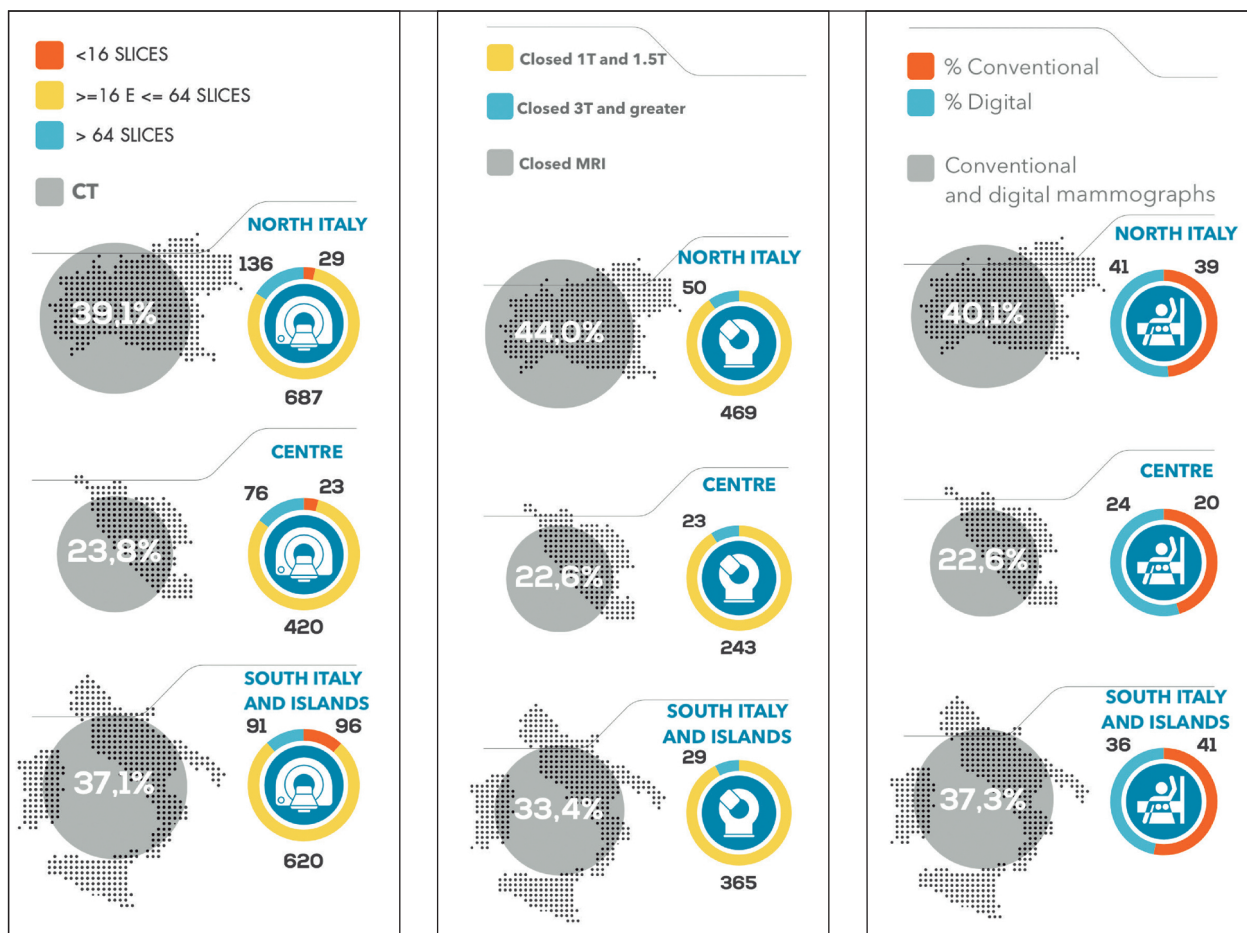 <16 SLICES
>=16 E <= 64 SLICES
> 64 SLICES
CT
NORTH ITALY
136
29
39,1%
687
CENTRE
76
23
23,8%
420
SOUTH ITALY
AND ISLANDS
91
96
37,1%
620
Closed 1T and 1.5T
Closed 3T and greater
Closed MRI
NORTH ITALY
50
44,0%
469
CENTRE
23
22,6%
243
SOUTH ITALY
AND ISLANDS
29
33,4%
365
% Conventional
% Digital
Conventional
and digital mammographs
NORTH ITALY
41
39
40,1%
CENTRE
24
20
22,6%
SOUTH ITALY
AND ISLANDS
36
41
37,3%